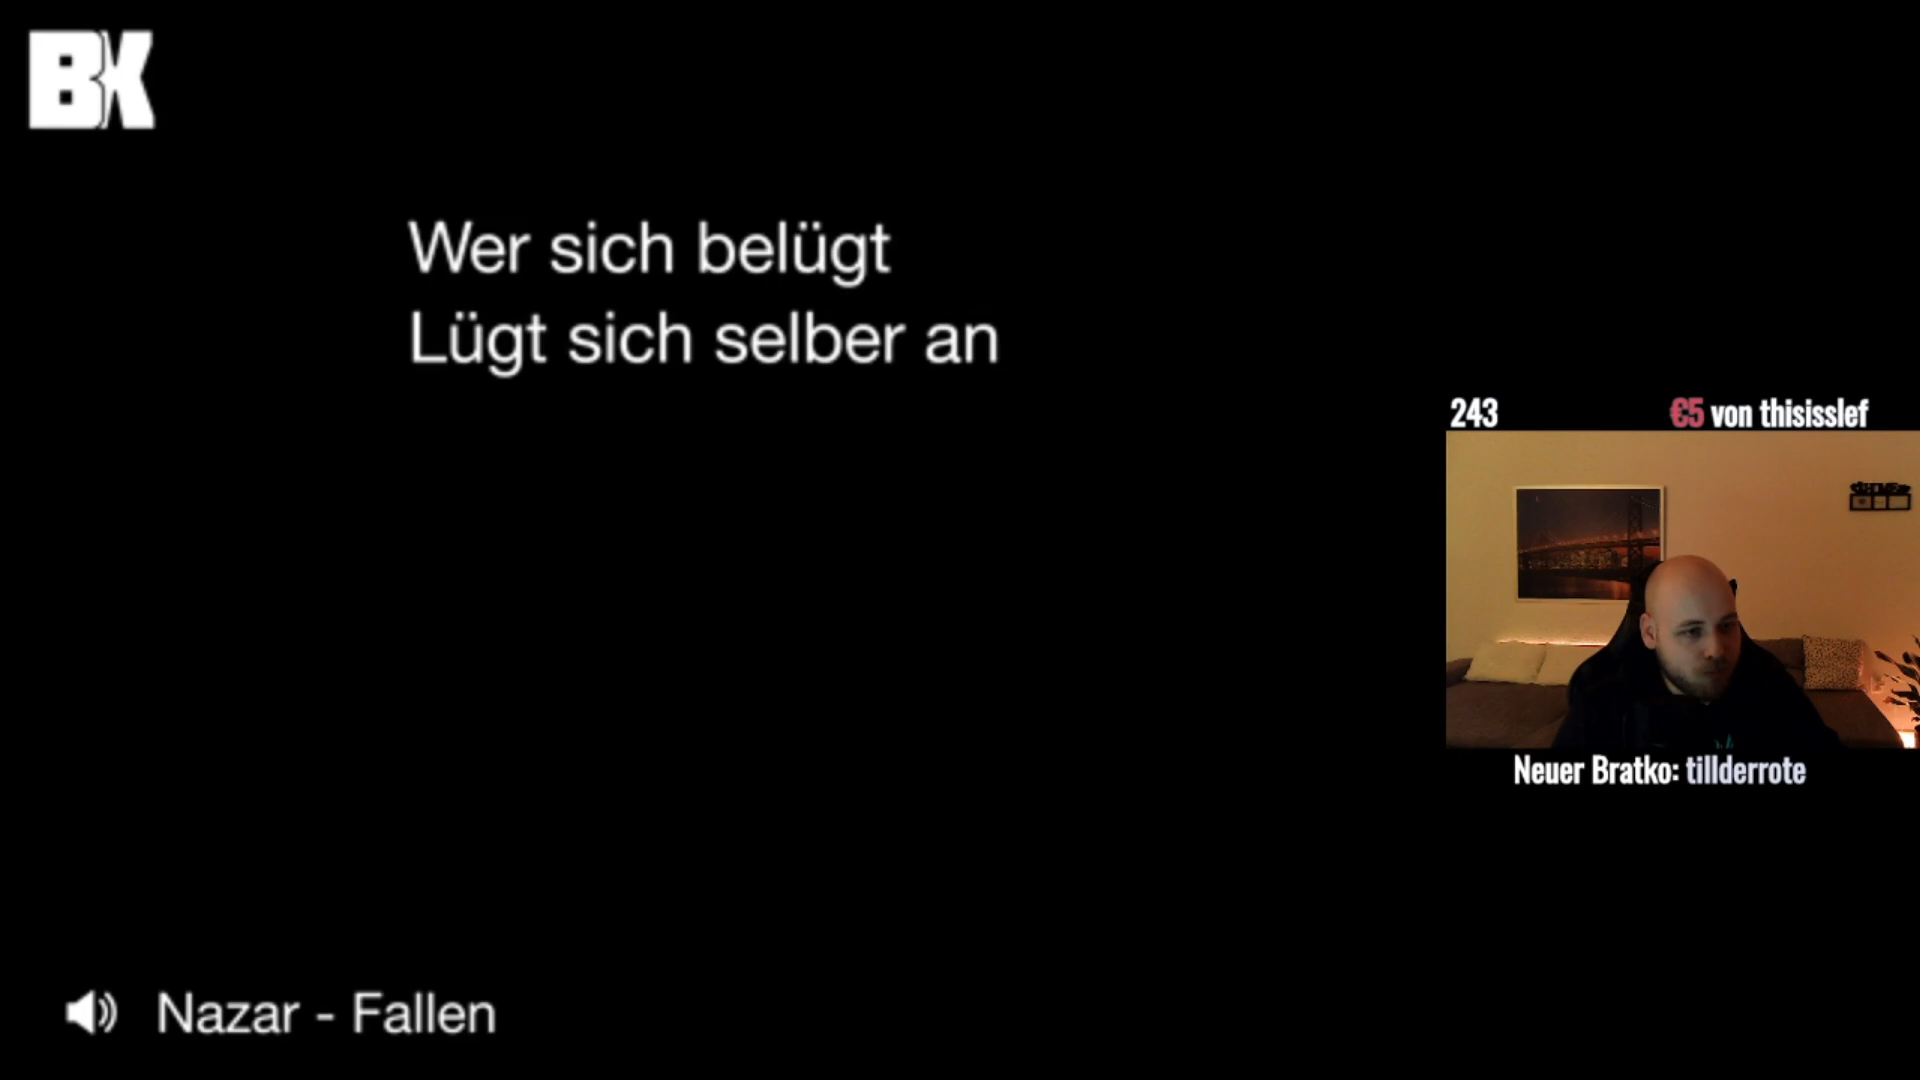 BK
Wer sich belügt
Lügt sich selber an
243
€5 von thisisslef
Neuer Bratko: tillderrote
Nazar - Fallen